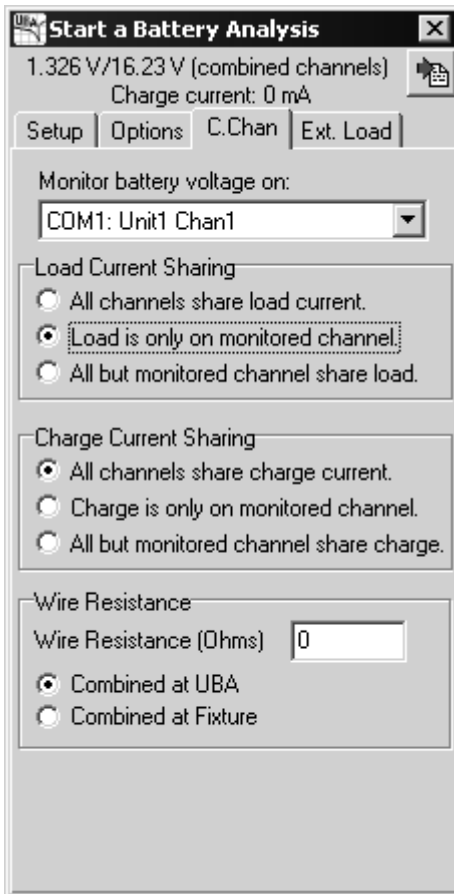 UBA Start a Battery Analysis
1.326 V/16.23 V (combined channels)
Charge current: 0 mA
Setup Options C.Chan Ext. Load
Monitor battery voltage on:
COM1: Unit1 Chan1
Load Current Sharing
All channels share load current.
Load is only on monitored channel.
All but monitored channel share load.
Charge Current Sharing
All channels share charge current.
Charge is only on monitored channel.
All but monitored channel share charge.
Wire Resistance
Wire Resistance (Ohms) 0
Combined at UBA
Combined at Fixture